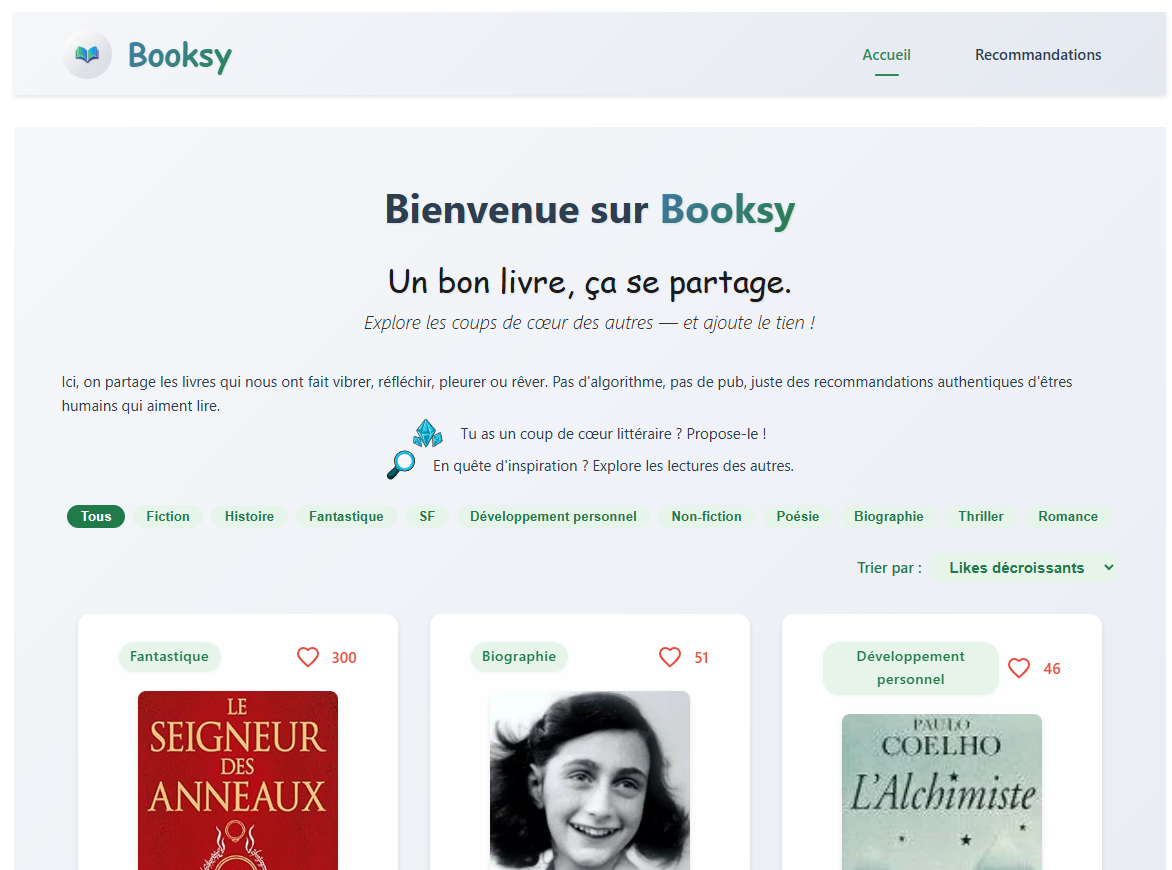 Booksy
Accueil
Recommandations
Bienvenue sur Booksy
Un bon livre, ça se partage.
Explore les coups de cœur des autres — et ajoute le tien !
Ici, on partage les livres qui nous ont fait vibrer, réfléchir, pleurer ou rêver. Pas d'algorithme, pas de pub, juste des recommandations authentiques d'êtres
humains qui aiment lire.
Tu as un coup de cœur littéraire ? Propose-le !
En quête d'inspiration ? Explore les lectures des autres.
Tous Fiction Histoire Fantastique SF Développement personnel Non-fiction Poésie Biographie Thriller Romance
Trier par : Likes décroissants
Fantastique 300
LE
SEIGNEUR
DES
ANNEAUX
Biographie 51
Développement
personnel
46
PAULO
COELHO
L'Alchimiste